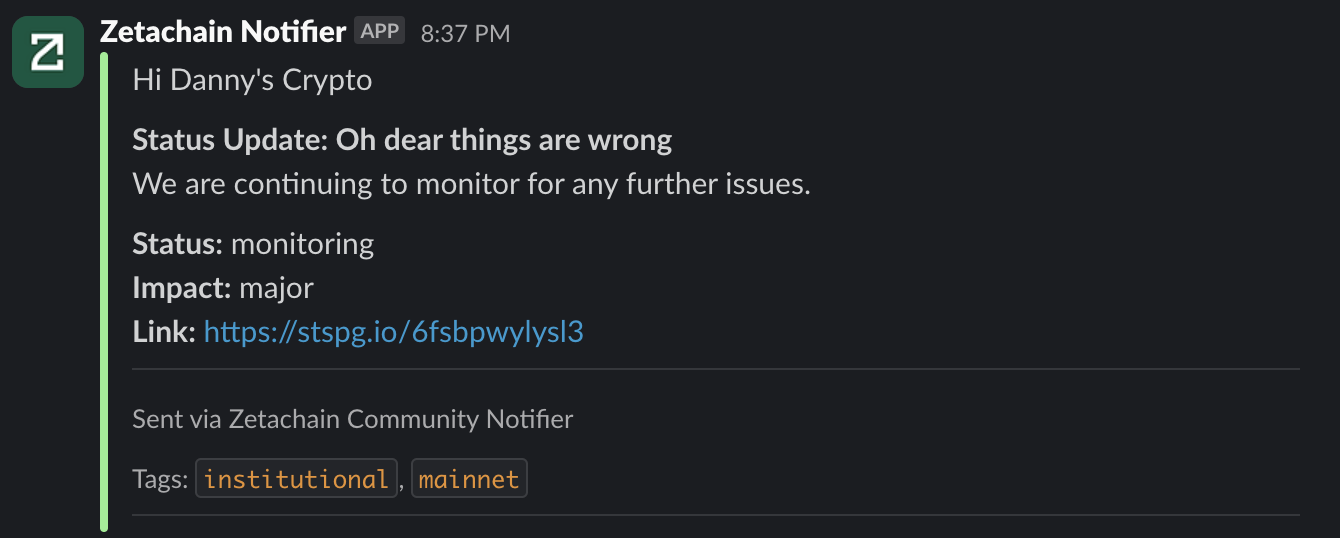 Zetachain Notifier APP 8:37 PM
Hi Danny's Crypto
Status Update: Oh dear things are wrong
We are continuing to monitor for any further issues.
Status: monitoring
Impact: major
Link: https://stspg.io/6fsbpwylysl3
Sent via Zetachain Community Notifier
Tags: institutional, mainnet